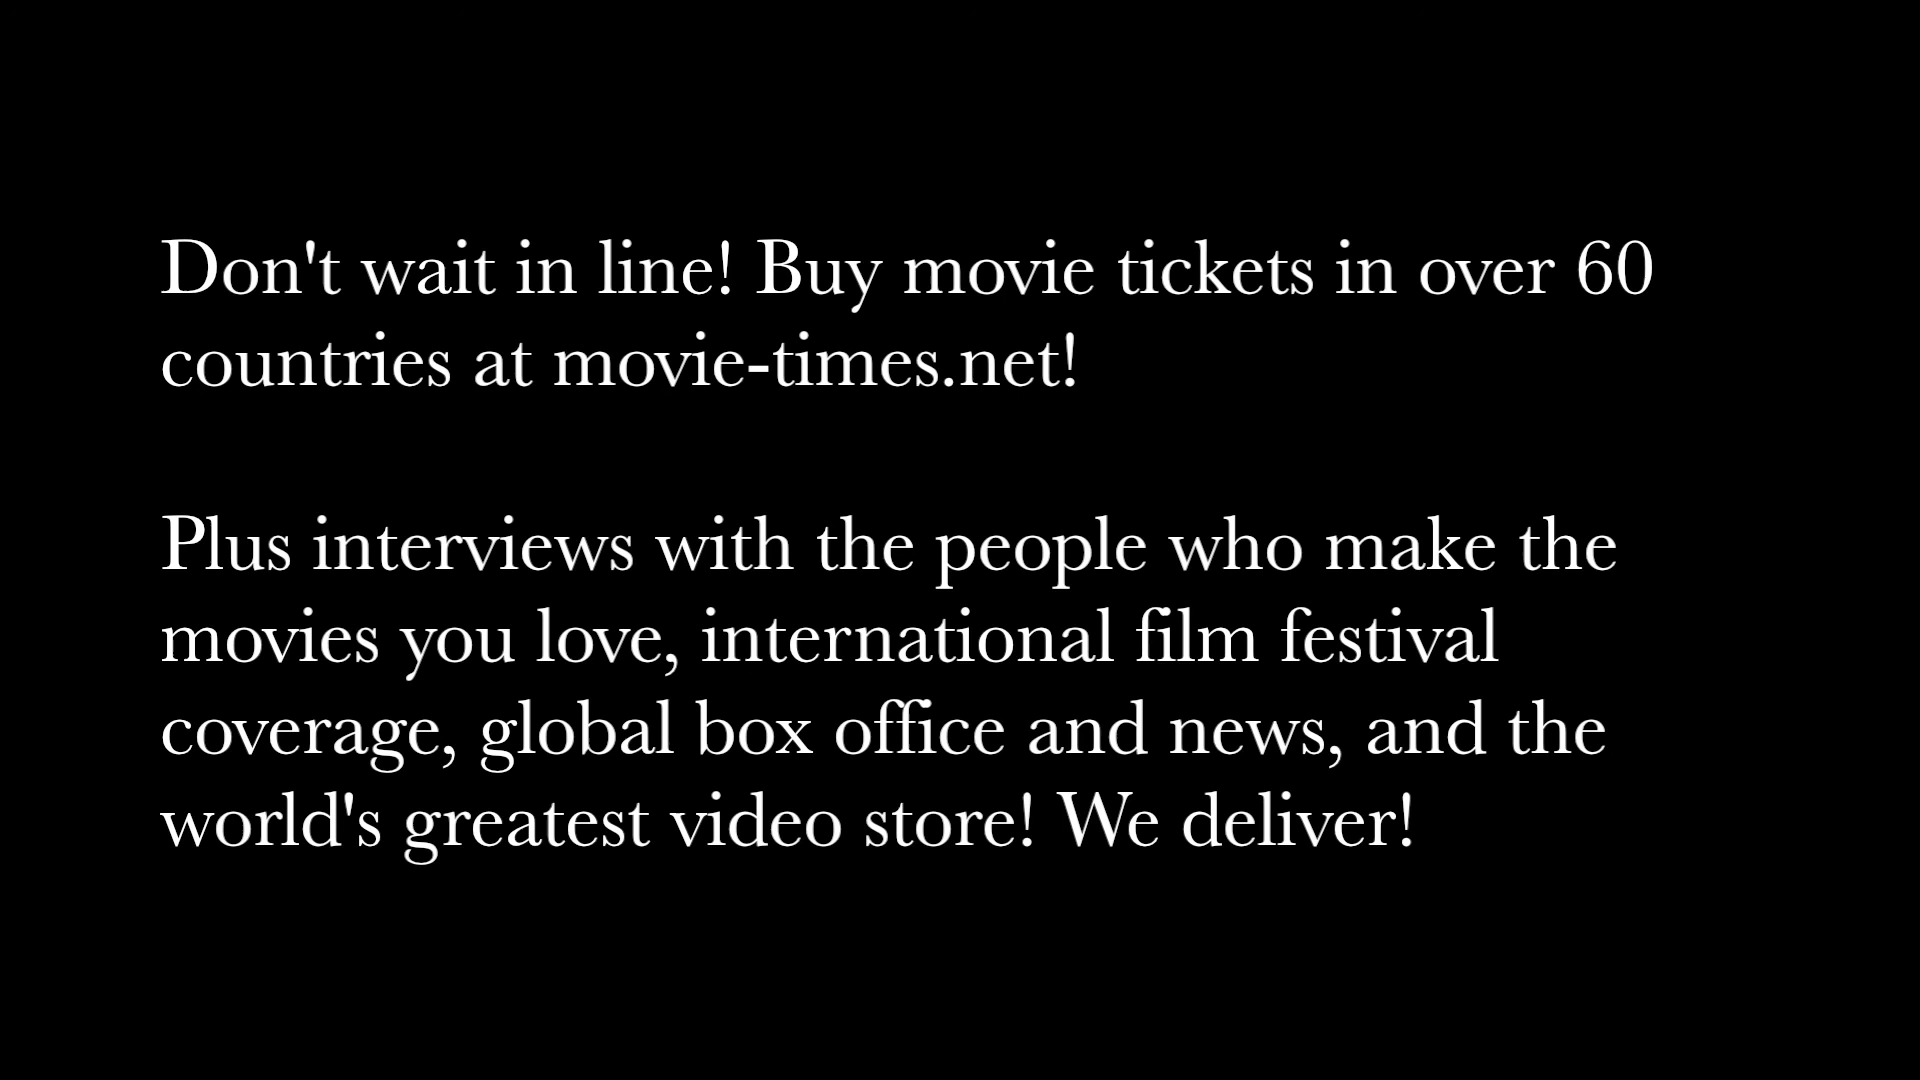 Don't wait in line! Buy movie tickets in over 60
countries at movie-times.net!
Plus interviews with the people who make the
movies you love, international film festival
coverage, global box office and news, and the
world's greatest video store! We deliver!